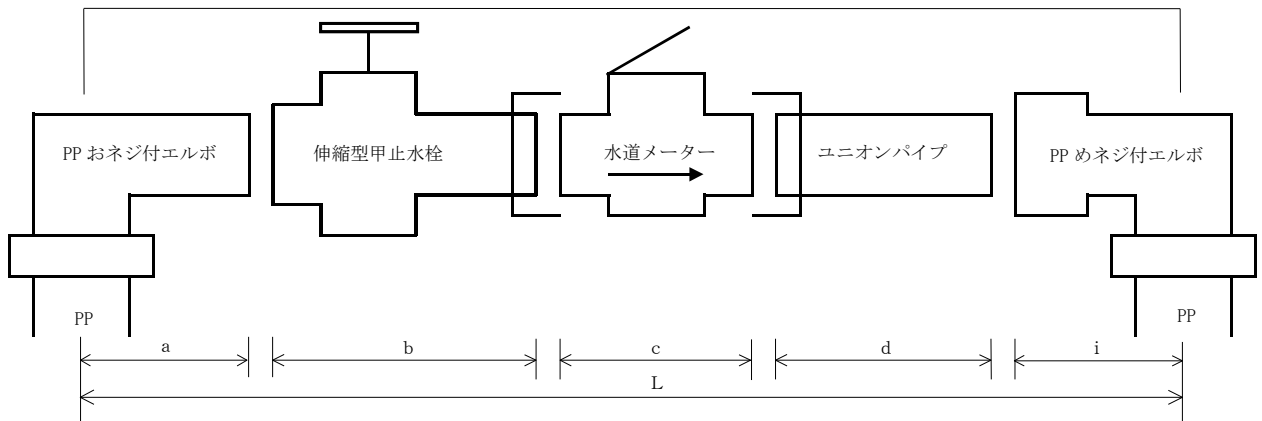 PP おネジ付エルボ
伸縮型甲止水栓
水道メーター
ユニオンパイプ
PP めネジ付エルボ
PP
PP
a
b
c
d
i
L